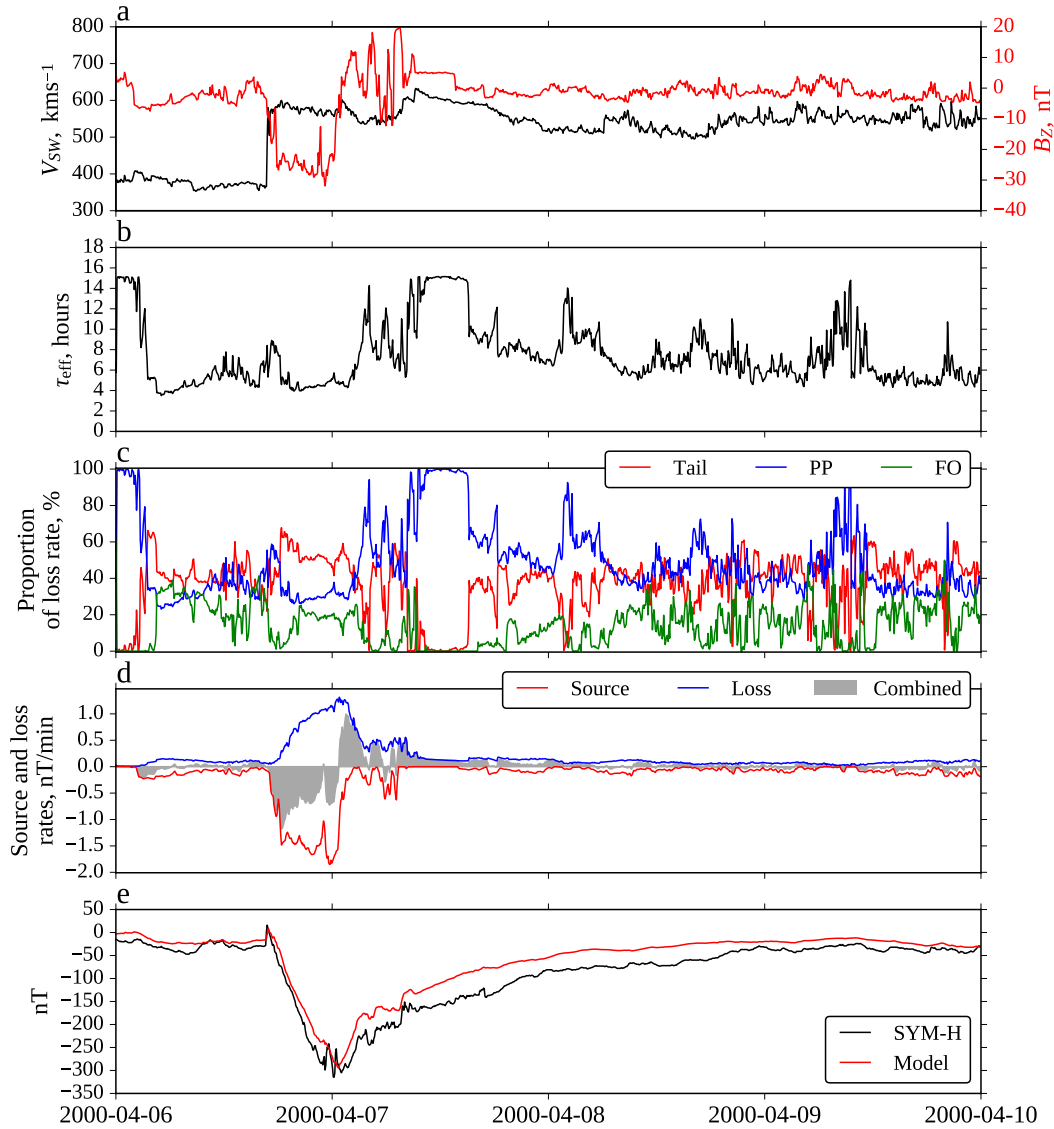 a
800
700
600
500
400
300
V_SW, kms⁻¹
20
10
0
−10
−20
−30
−40
B_Z, nT
b
18
16
14
12
10
8
6
4
2
0
τ_eff, hours
c
Tail PP FO
100
80
60
40
20
0
Proportion
of loss rate, %
d
Source Loss Combined
1.0
0.5
0.0
−0.5
−1.0
−1.5
−2.0
Source and loss
rates, nT/min
e
50
0
−50
−100
−150
−200
−250
−300
−350
nT
SYM-H
Model
2000-04-06 2000-04-07 2000-04-08 2000-04-09 2000-04-10